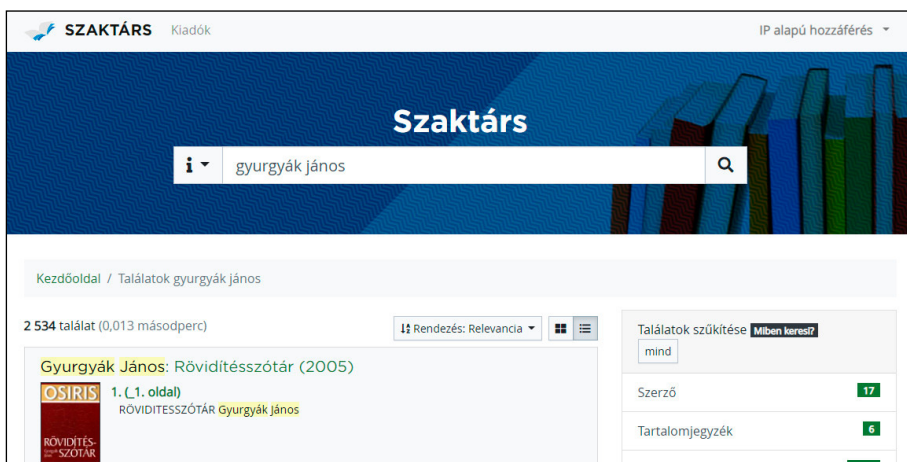 SZAKTÁRS Kiadók IP alapú hozzáférés
Szaktárs
gyurgyák jános
Kezdőoldal / Találatok gyurgyák jános
2 534 találat (0,013 másodperc)
Rendezés: Relevancia
Gyurgyák János: Rövidítésszótár (2005)
1. (_1. oldal)
RÖVIDITESSZÓTÁR Gyurgyák János
OSIRIS
RÖVIDÍTÉS-
SZÓTÁR
Találatok szűkítése Miben keresi?
mind
Szerző 17
Tartalomjegyzék 6